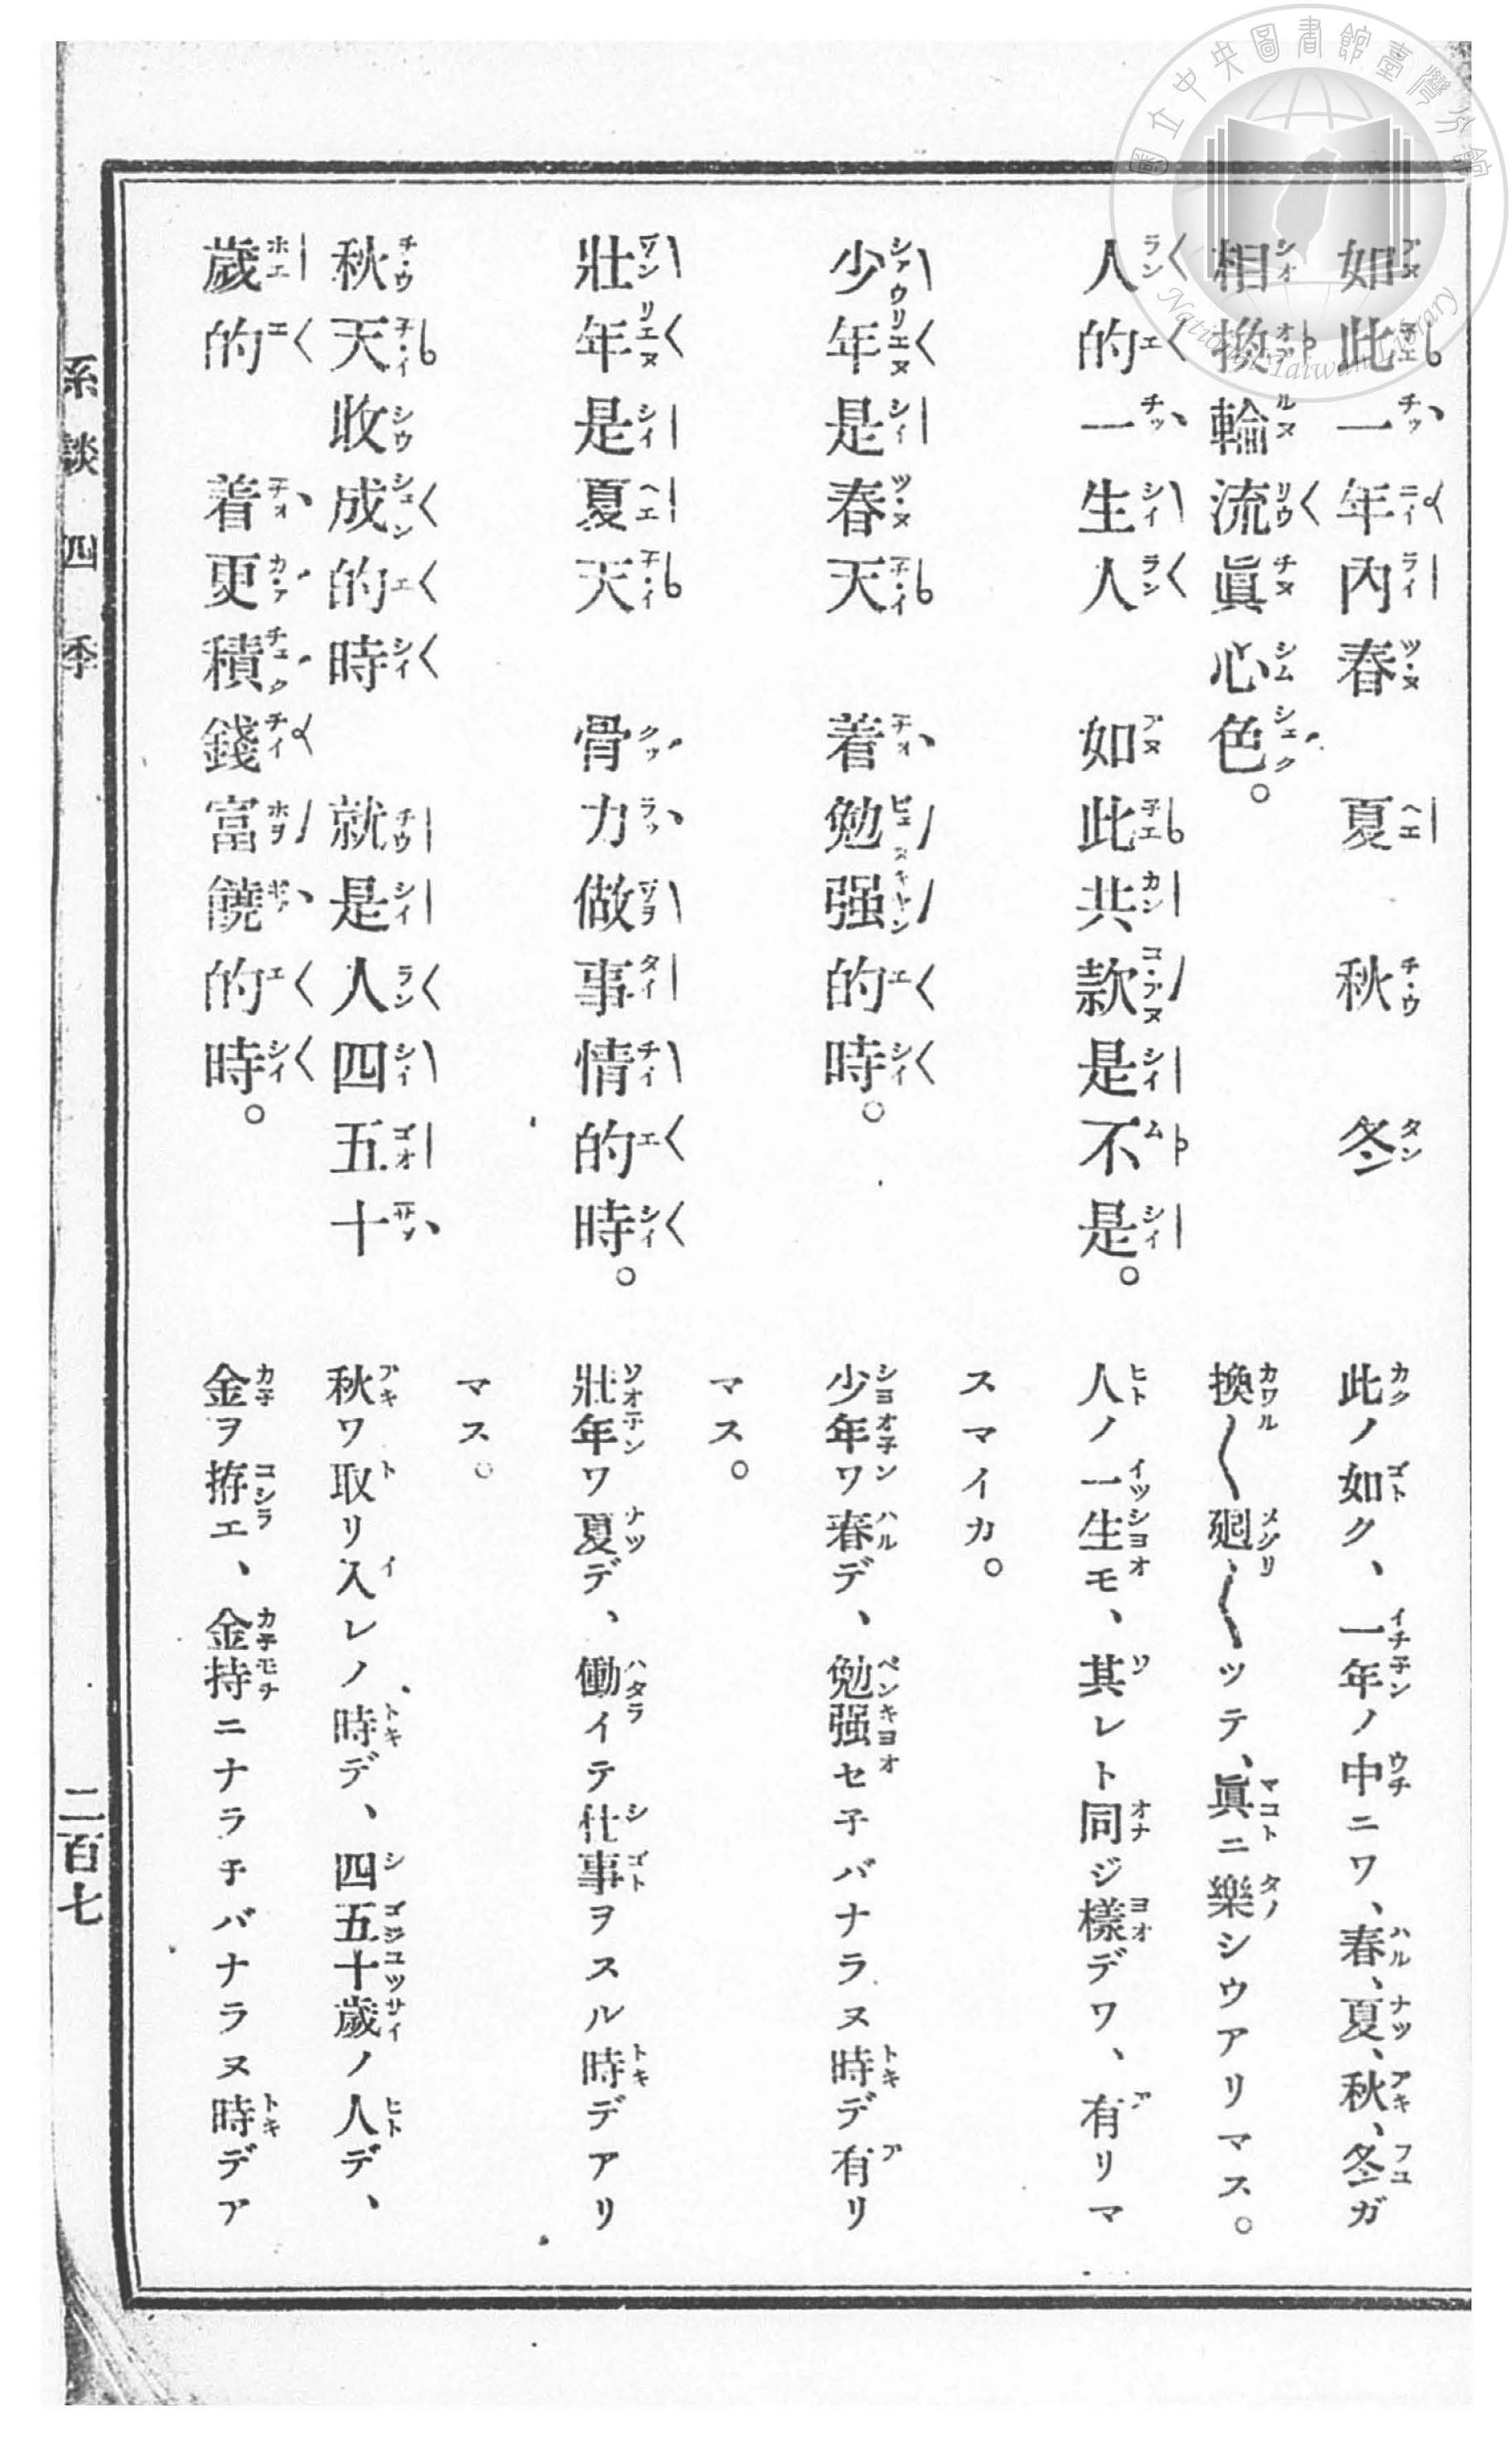 如此一年內春　夏　秋　冬
相換輪流眞心色。
人的一生人　如此共款是不是。
少年是春天　着勉强的時。
壯年是夏天　骨力做事情的時。
秋天收成的時　就是人四五十
歲的　着更積錢富饒的時。
此ノ如ク、一年ノ中ニワ、春、夏、秋、冬ガ
換〳〵廻〳〵ッテ、眞ニ樂シウアリマス。
人ノ一生モ、其レト同ジ樣デワ、有リマ
スマイカ。
少年ワ春デ、勉强セ子バナラヌ時デ有リ
マス。
壯年ワ夏デ、働イテ仕事ヲスル時デアリ
マス。
秋ワ取リ入レノ時デ、四五十歲ノ人デ、
金ヲ拵エ、金持ニナラ子バナラヌ時デア
系談四季
二百七
國立中央圖書館臺灣分館
National Taiwan Library